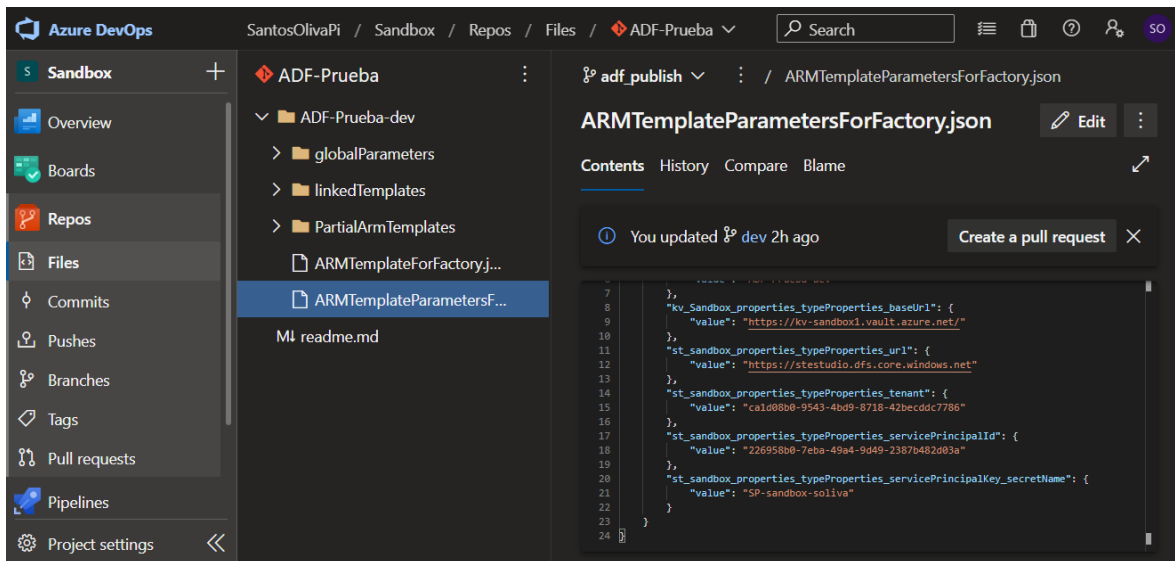 Azure DevOps
SantosOlivaPi / Sandbox / Repos / Files / ADF-Prueba
Search
SO
S Sandbox
Overview
Boards
Repos
Files
Commits
Pushes
Branches
Tags
Pull requests
Pipelines
Project settings
ADF-Prueba
ADF-Prueba-dev
globalParameters
linkedTemplates
PartialArmTemplates
ARMTemplateForFactory.j...
ARMTemplateParametersF...
M↓ readme.md
adf_publish / ARMTemplateParametersForFactory.json
ARMTemplateParametersForFactory.json
Edit
Contents History Compare Blame
You updated dev 2h ago
Create a pull request
7 },
8 "kv_Sandbox_properties_typeProperties_baseUrl": {
9 "value": "https://kv-sandbox1.vault.azure.net/"
10 },
11 "st_sandbox_properties_typeProperties_url": {
12 "value": "https://stestudio.dfs.core.windows.net"
13 },
14 "st_sandbox_properties_typeProperties_tenant": {
15 "value": "ca1d08b0-9543-4bd9-8718-42becddc7786"
16 },
17 "st_sandbox_properties_typeProperties_servicePrincipalId": {
18 "value": "226958b0-7eba-49a4-9d49-2387b482d03a"
19 },
20 "st_sandbox_properties_typeProperties_servicePrincipalKey_secretName": {
21 "value": "SP-sandbox-soliva"
22 }
23 }
24 }